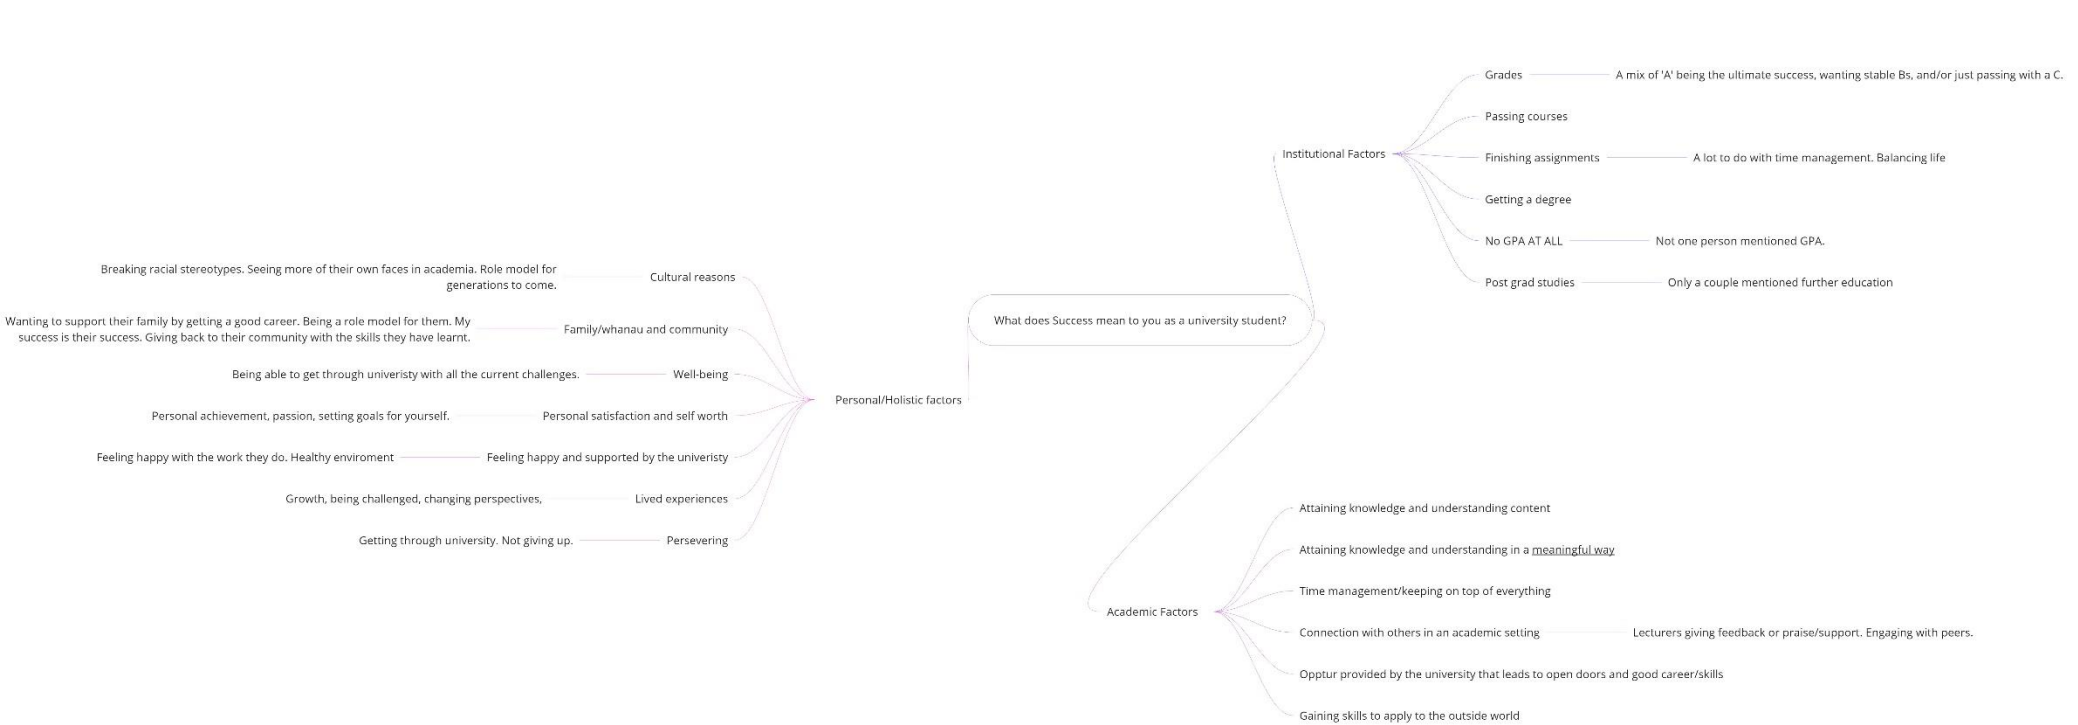 What does Success mean to you as a university student?
Institutional Factors
Grades
A mix of 'A' being the ultimate success, wanting stable Bs, and/or just passing with a C.
Passing courses
Finishing assignments
A lot to do with time management. Balancing life
Getting a degree
No GPA AT ALL
Not one person mentioned GPA.
Post grad studies
Only a couple mentioned further education
Personal/Holistic factors
Cultural reasons
Breaking racial stereotypes. Seeing more of their own faces in academia. Role model for
generations to come.
Family/whanau and community
Wanting to support their family by getting a good career. Being a role model for them. My
success is their success. Giving back to their community with the skills they have learnt.
Well-being
Being able to get through univeristy with all the current challenges.
Personal satisfaction and self worth
Personal achievement, passion, setting goals for yourself.
Feeling happy and supported by the univeristy
Feeling happy with the work they do. Healthy enviroment
Lived experiences
Growth, being challenged, changing perspectives,
Persevering
Getting through university. Not giving up.
Academic Factors
Attaining knowledge and understanding content
Attaining knowledge and understanding in a meaningful way
Time management/keeping on top of everything
Connection with others in an academic setting
Lecturers giving feedback or praise/support. Engaging with peers.
Opptur provided by the university that leads to open doors and good career/skills
Gaining skills to apply to the outside world